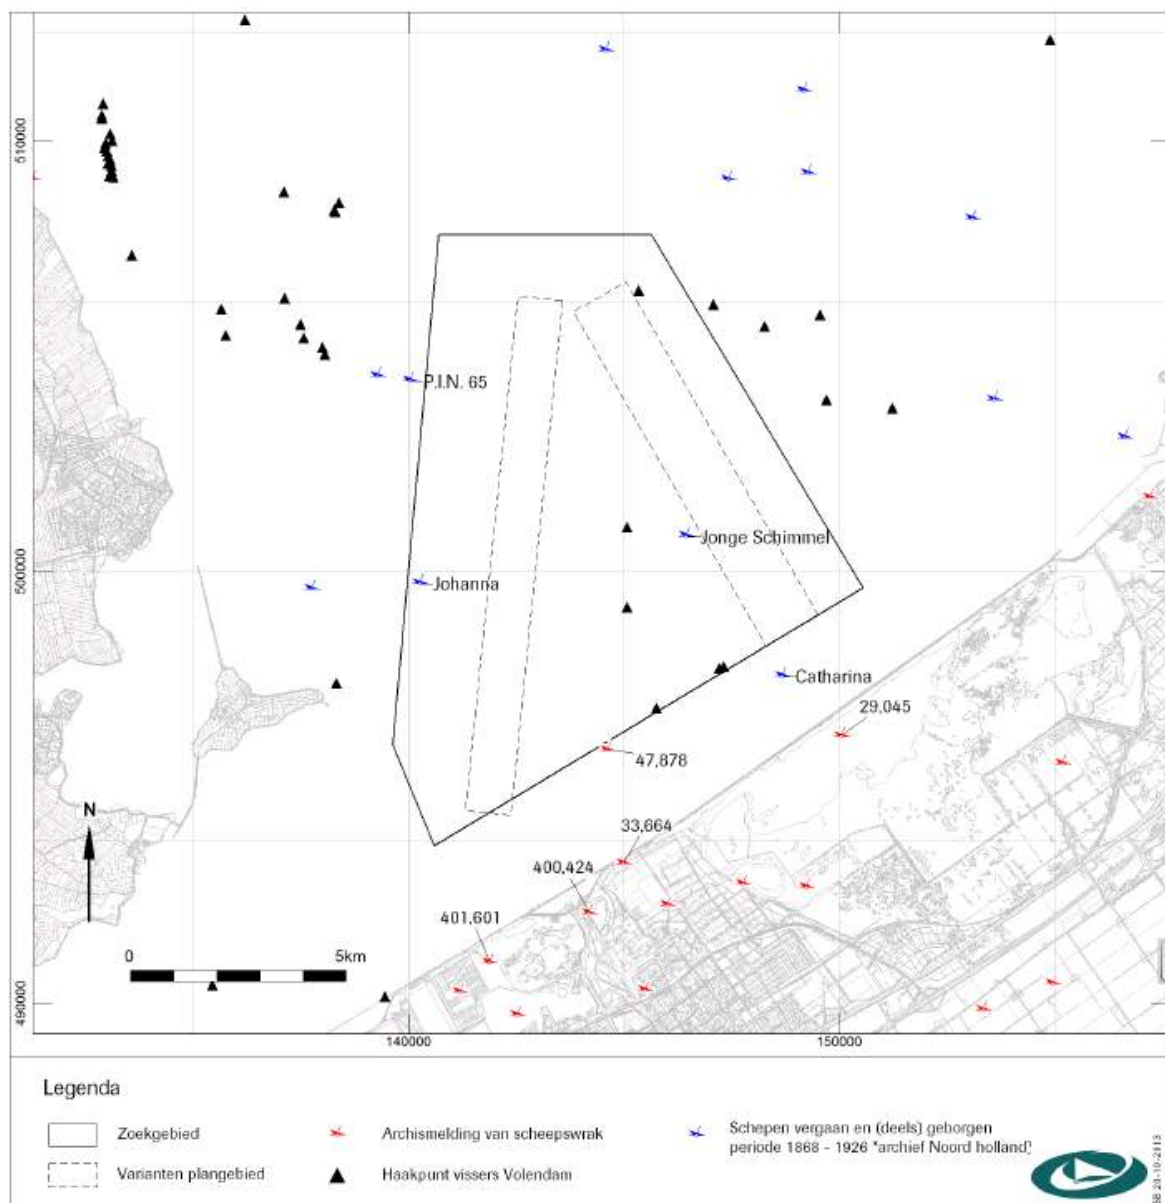 510000
P.I.N. 65
Jonge Schimmel
500000
Johanna
Catharina
29,045
47,878
33,664
400,424
401,601
N
0 5km
490000
140000 150000
Legenda
Zoekgebied
Archismelding van scheepswrak
Schepen vergaan en (deels) geborgen
periode 1868 - 1926 "archief Noord holland"
Varianten plangebied
Haakpunt vissers Volendam